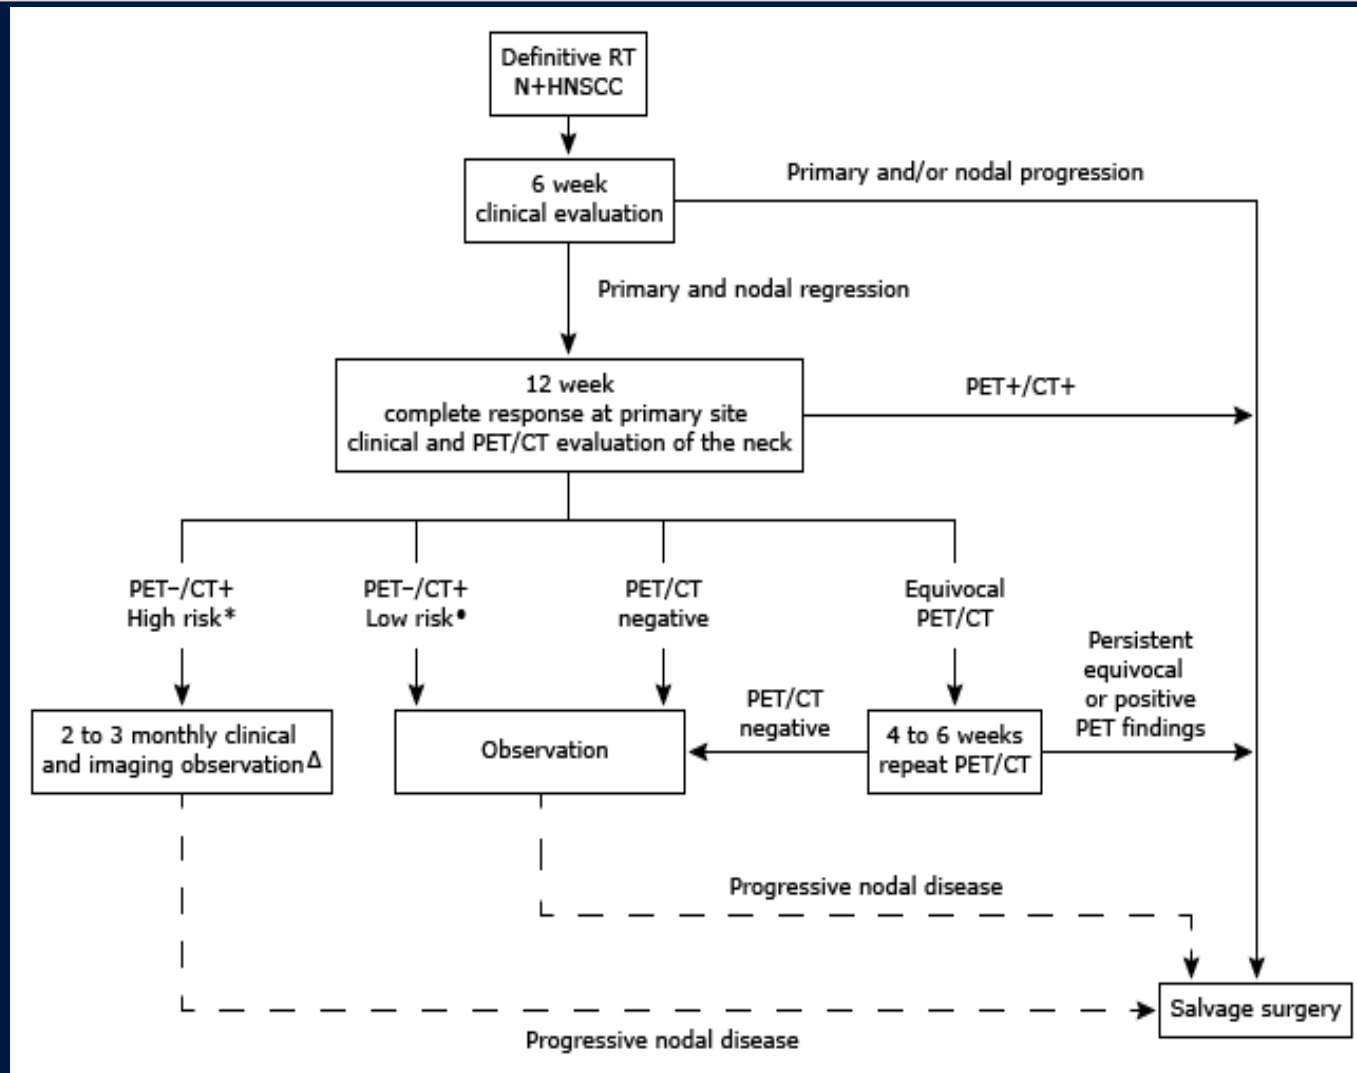 Definitive RT
N+HNSCC
6 week
clinical evaluation
Primary and/or nodal progression
Primary and nodal regression
12 week
complete response at primary site
clinical and PET/CT evaluation of the neck
PET+/CT+
PET−/CT+
High risk*
PET−/CT+
Low risk•
PET/CT
negative
Equivocal
PET/CT
Persistent
equivocal
or positive
PET findings
2 to 3 monthly clinical
and imaging observationΔ
Observation
PET/CT
negative
4 to 6 weeks
repeat PET/CT
Progressive nodal disease
Salvage surgery
Progressive nodal disease